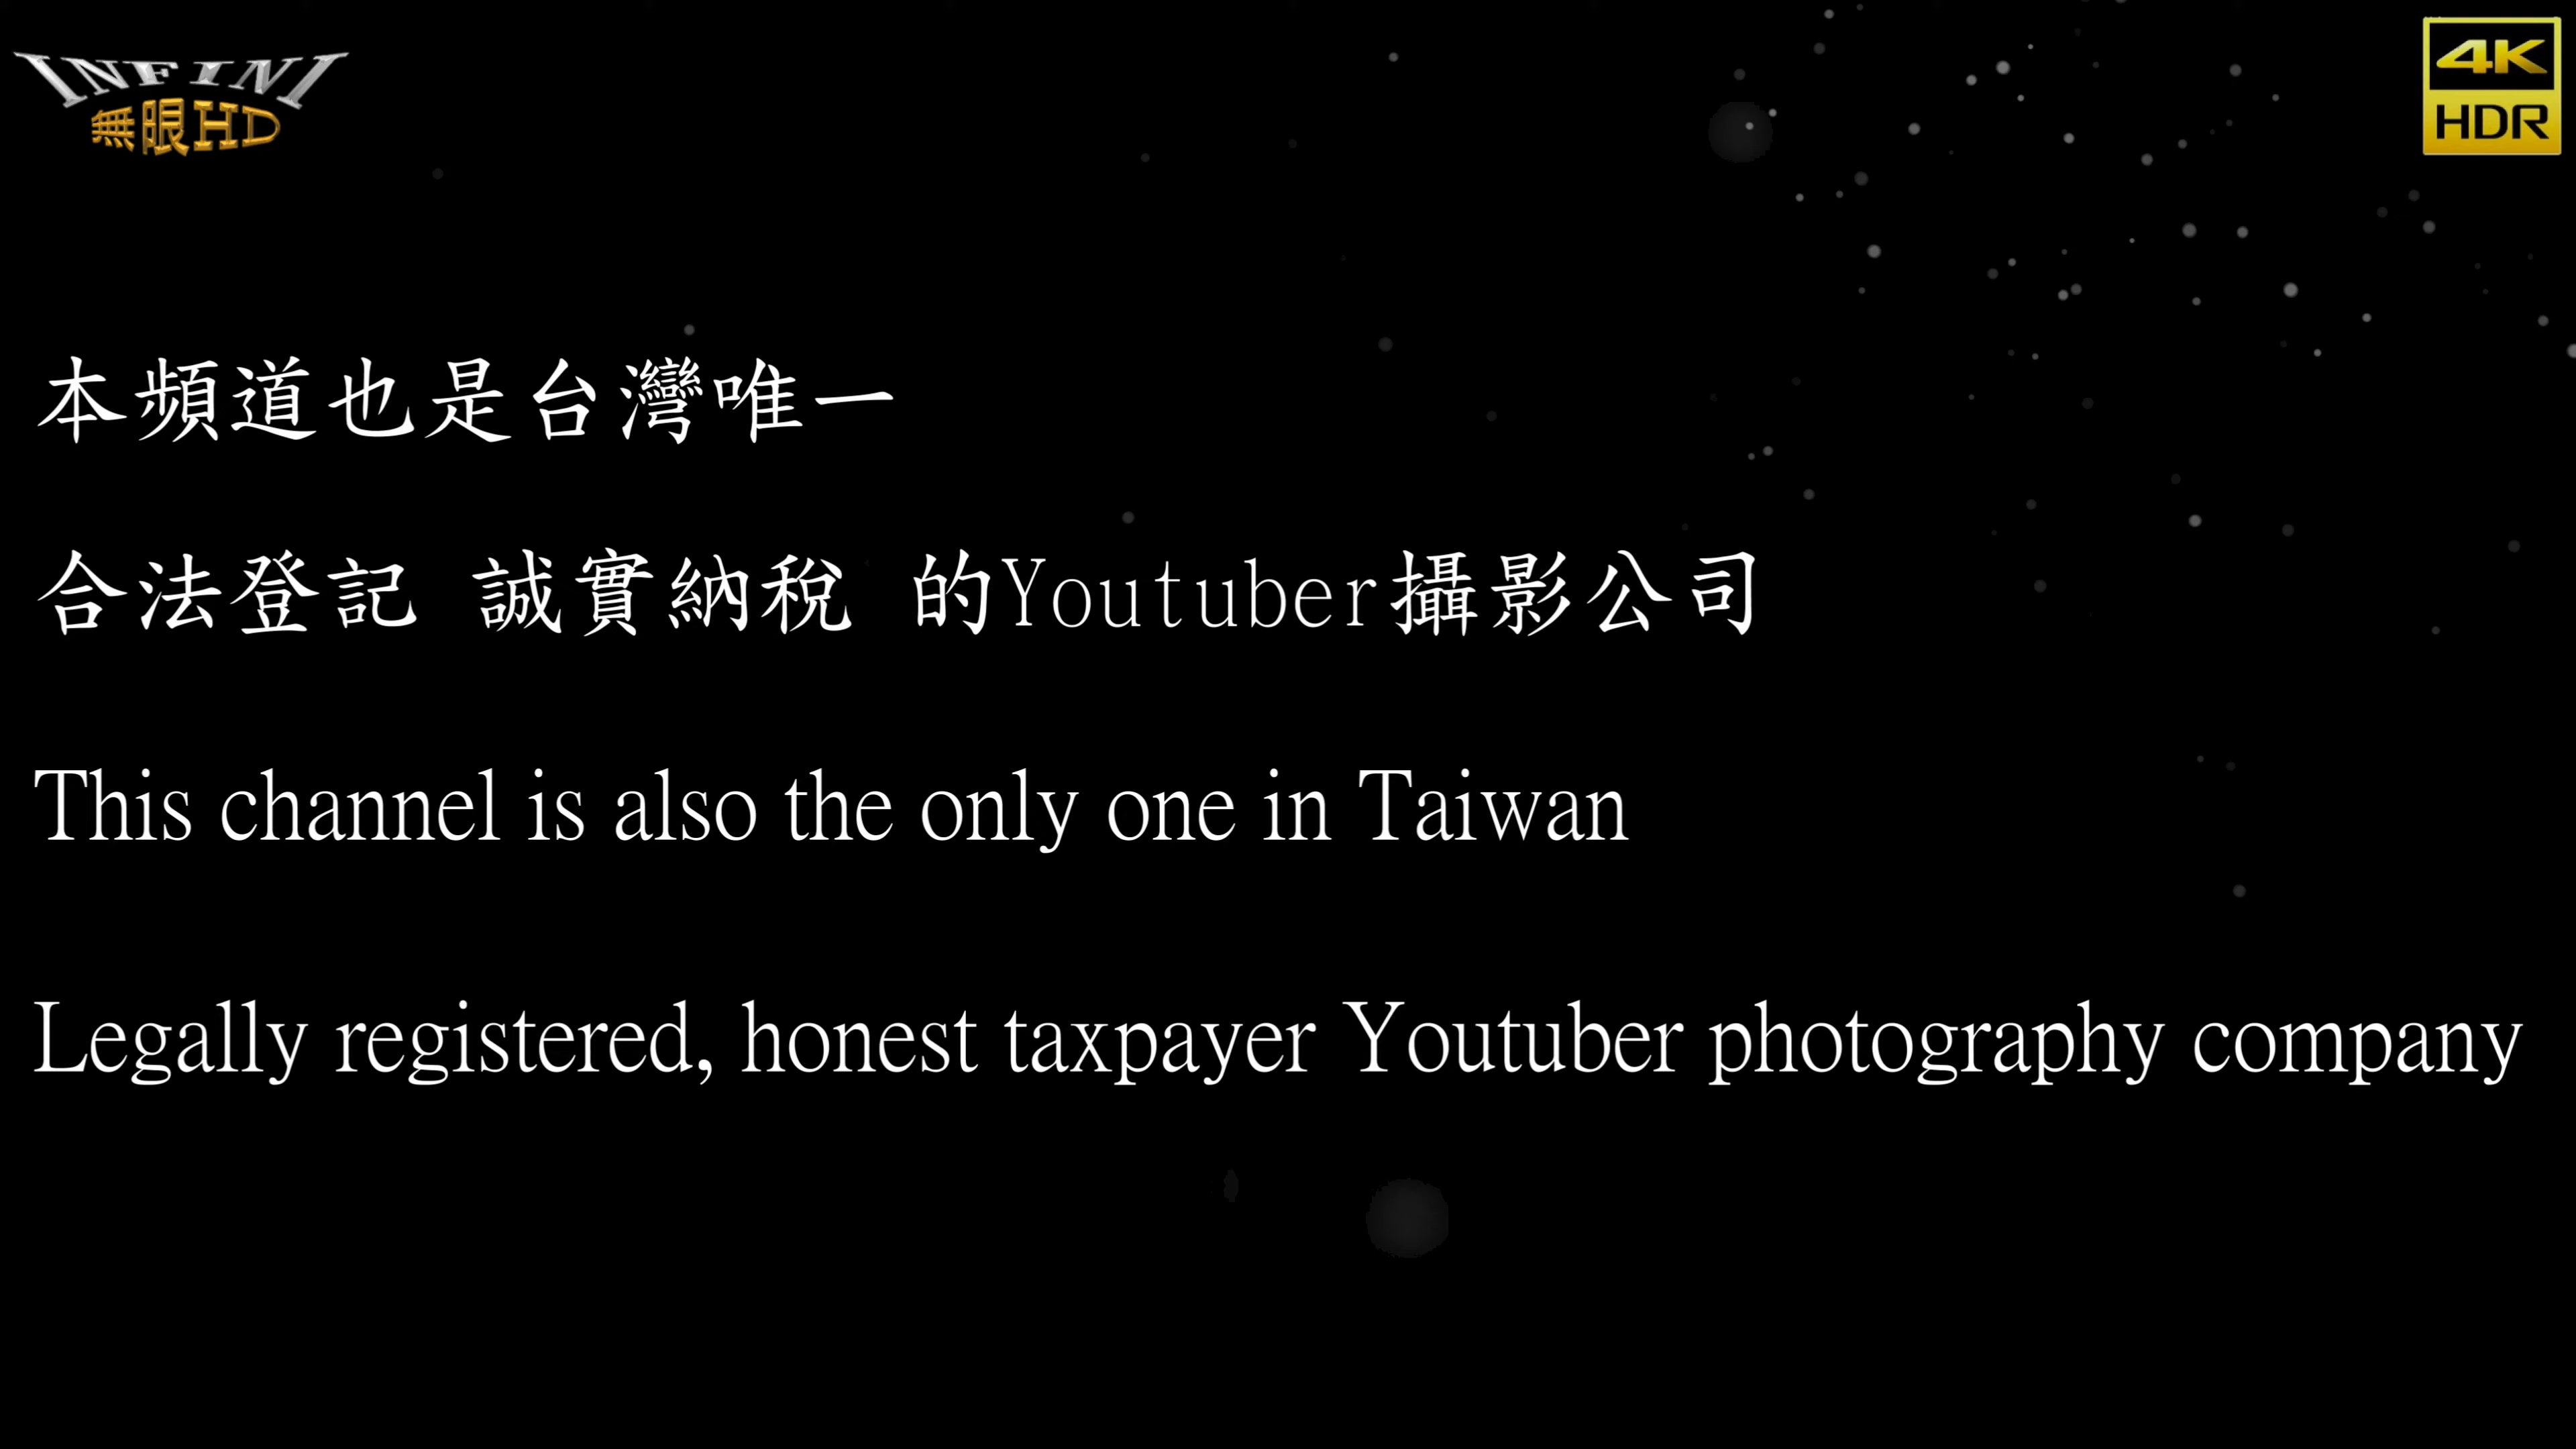 INFINI
無限HD
4K
HDR
本頻道也是台灣唯一
合法登記 誠實納稅 的Youtuber攝影公司
This channel is also the only one in Taiwan
Legally registered, honest taxpayer Youtuber photography company